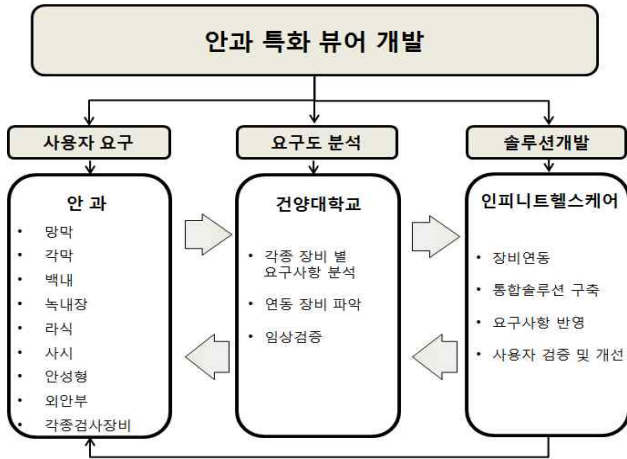 안과 특화 뷰어 개발
사용자 요구
안 과
• 망막
• 각막
• 백내
• 녹내장
• 라식
• 사시
• 안성형
• 외안부
• 각종검사장비
요구도 분석
건양대학교
• 각종 장비 별
요구사항 분석
• 연동 장비 파악
• 임상검증
솔루션개발
인피니트헬스케어
• 장비연동
• 통합솔루션 구축
• 요구사항 반영
• 사용자 검증 및 개선